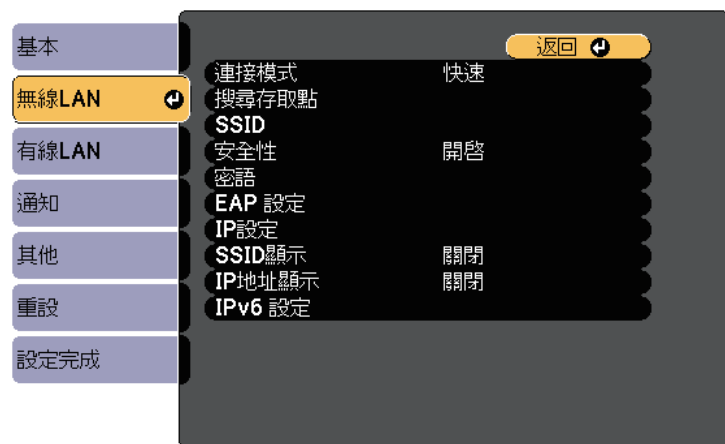 基本
無線LAN
有線LAN
通知
其他
重設
設定完成
返回
連接模式 快速
搜尋存取點
SSID
安全性 開啓
密語
EAP 設定
IP設定
SSID顯示 關閉
IP地址顯示 關閉
IPv6 設定